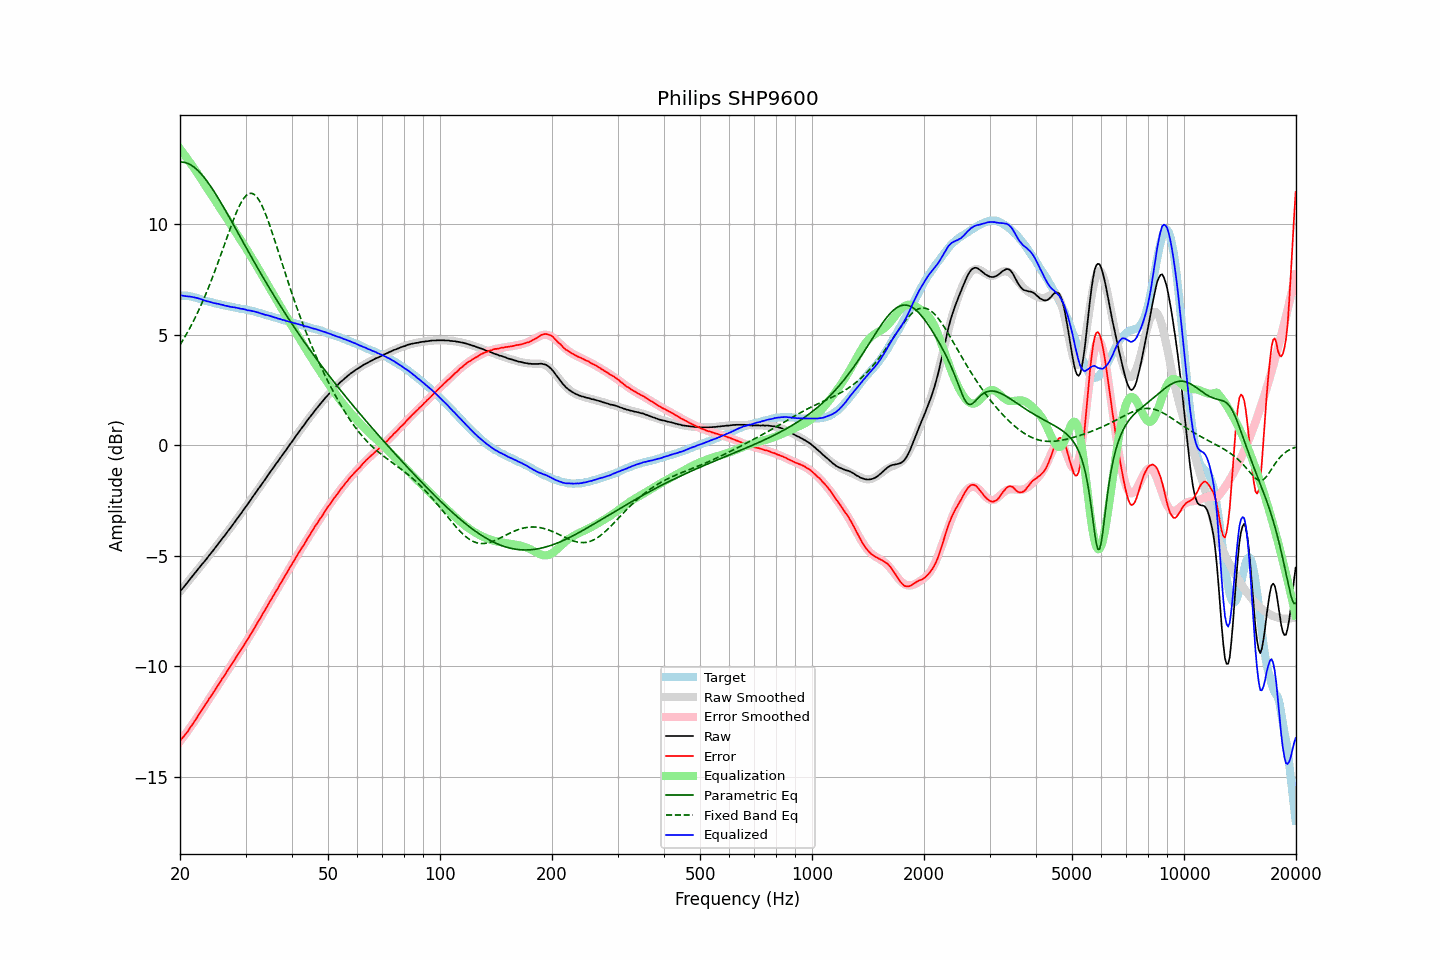 Philips SHP9600
Amplitude (dBr)
10
5
0
−5
−10
−15
Target
Raw Smoothed
Error Smoothed
Raw
Error
Equalization
Parametric Eq
Fixed Band Eq
Equalized
20
50
100
200
500
1000
2000
5000
10000
20000
Frequency (Hz)